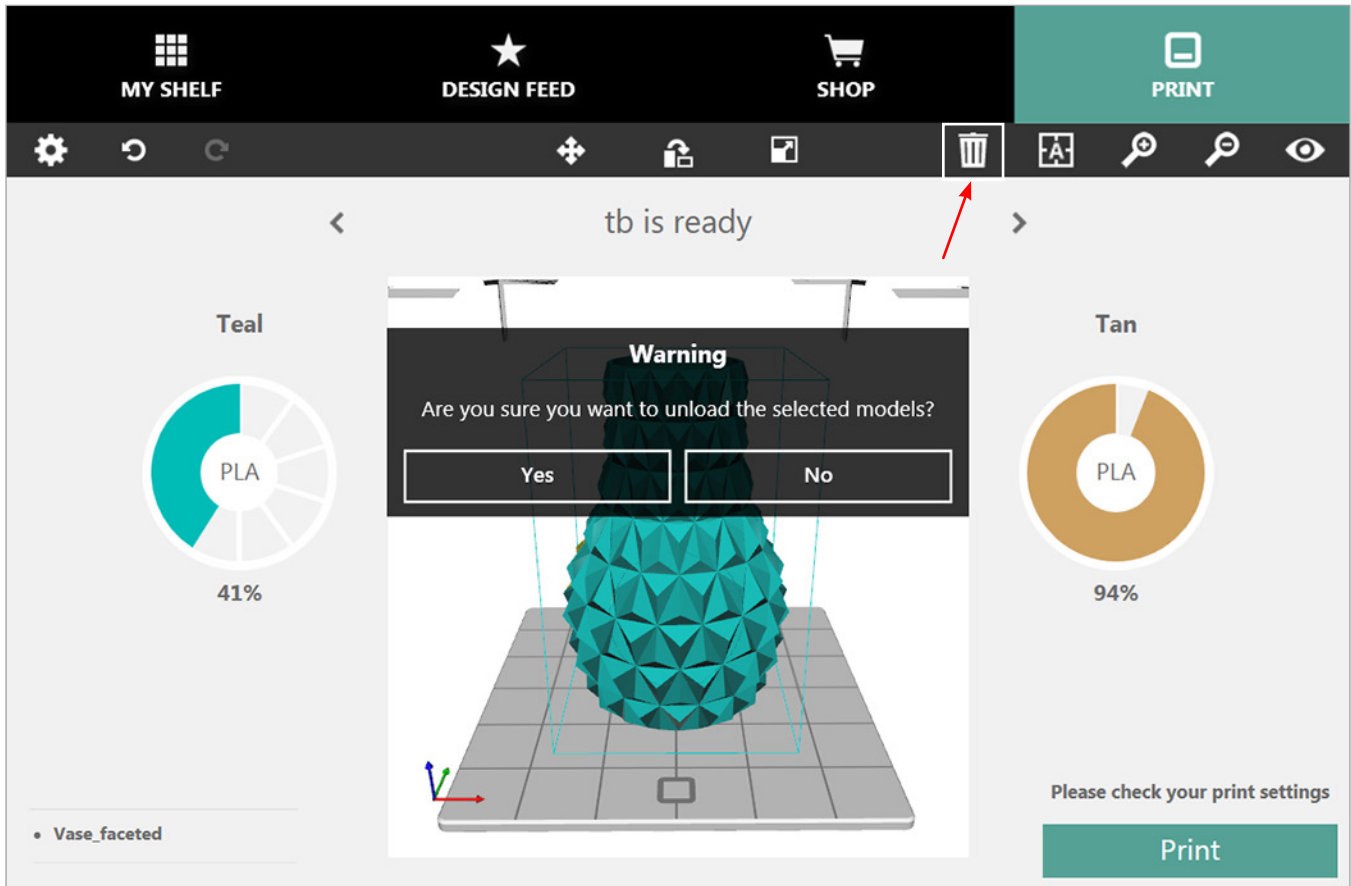 MY SHELF
DESIGN FEED
SHOP
PRINT
A
tb is ready
Teal
Tan
Warning
Are you sure you want to unload the selected models?
Yes
No
PLA
PLA
41%
94%
Please check your print settings
• Vase_faceted
Print